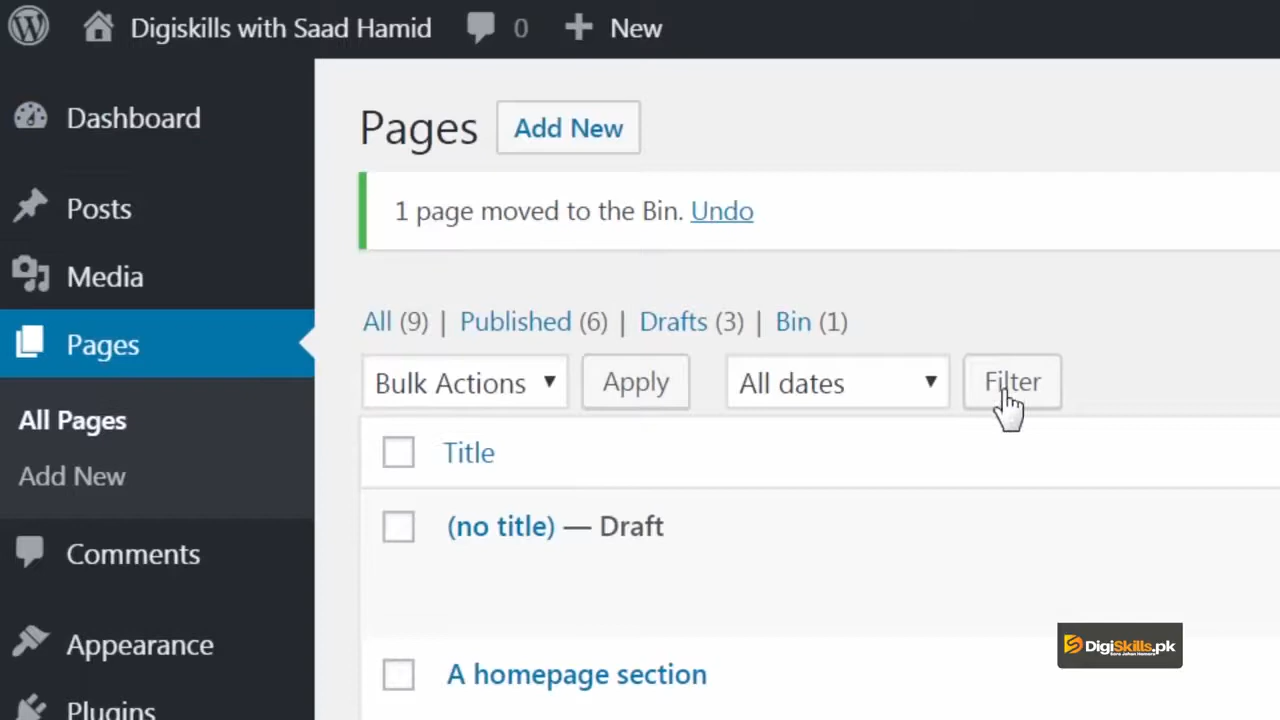 Digiskills with Saad Hamid 0 New
Dashboard
Posts
Media
Pages
All Pages
Add New
Comments
Appearance
Plugins
Pages Add New
1 page moved to the Bin. Undo
All (9) | Published (6) | Drafts (3) | Bin (1)
Bulk Actions Apply All dates Filter
Title
(no title) — Draft
A homepage section
DigiSkills.pk